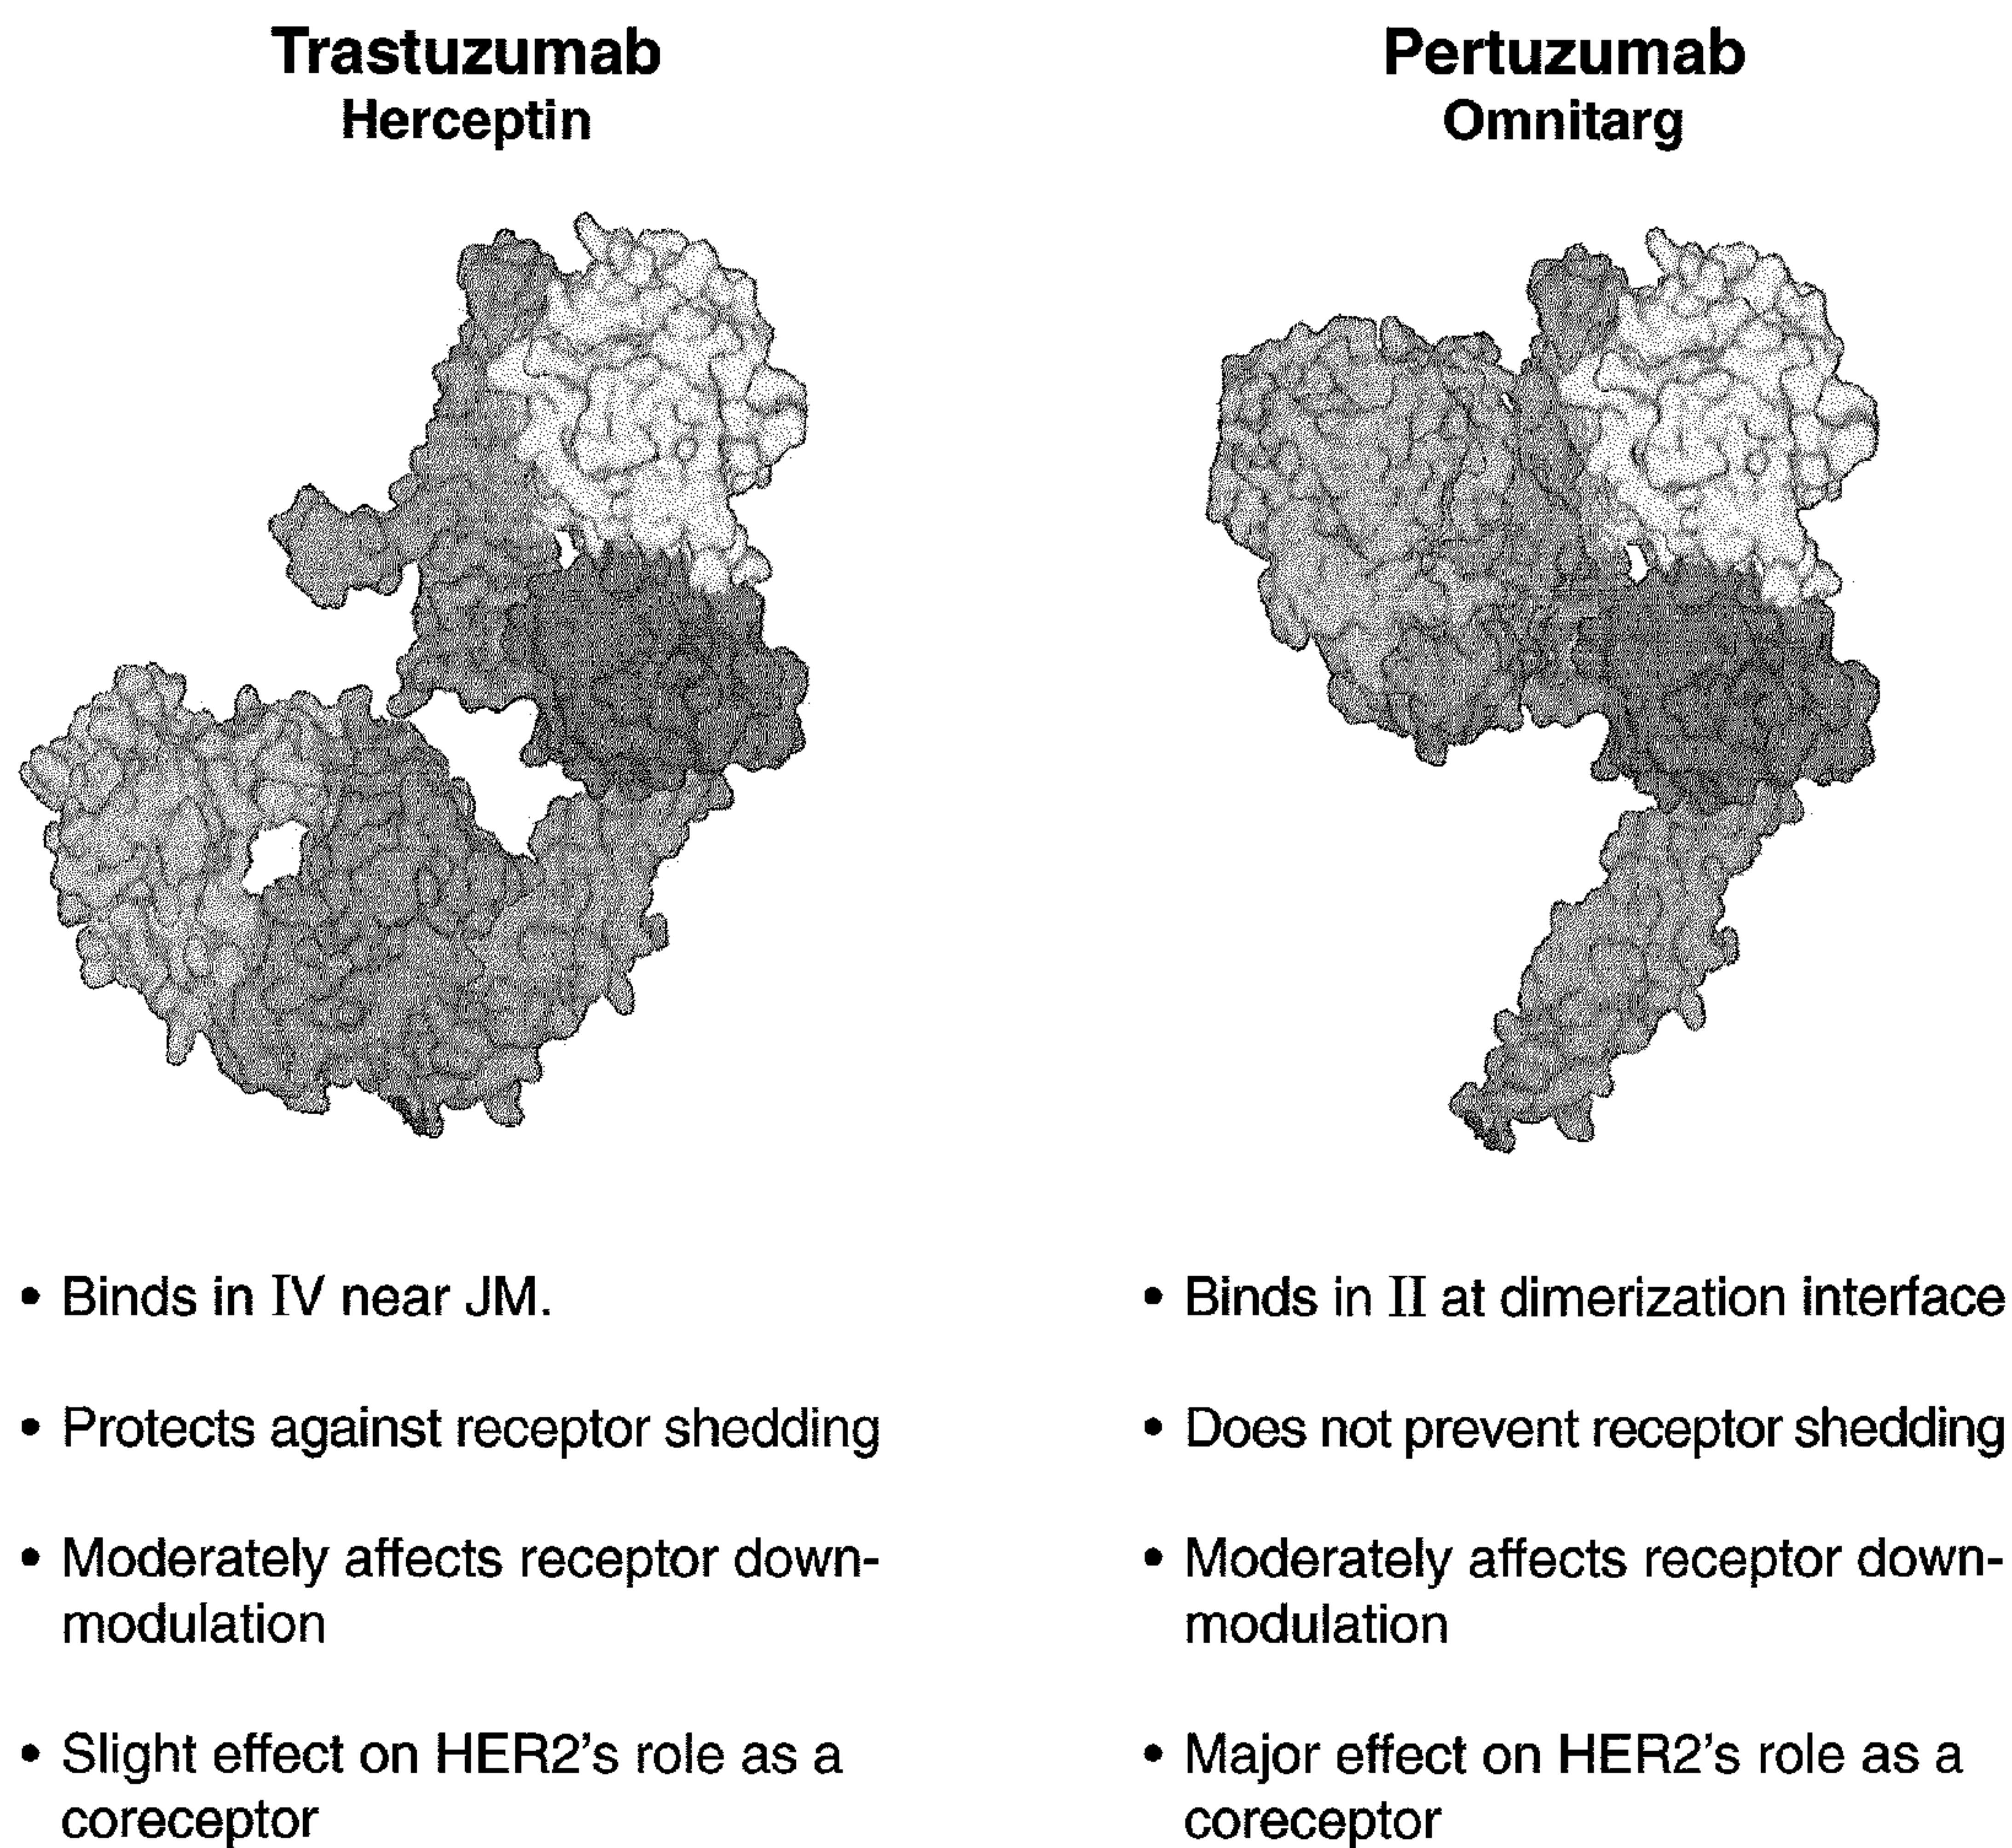 Trastuzumab
Herceptin
• Binds in IV near JM.
• Protects against receptor shedding
• Moderately affects receptor down-
modulation
• Slight effect on HER2's role as a
coreceptor
Pertuzumab
Omnitarg
• Binds in II at dimerization interface
• Does not prevent receptor shedding
• Moderately affects receptor down-
modulation
• Major effect on HER2's role as a
coreceptor